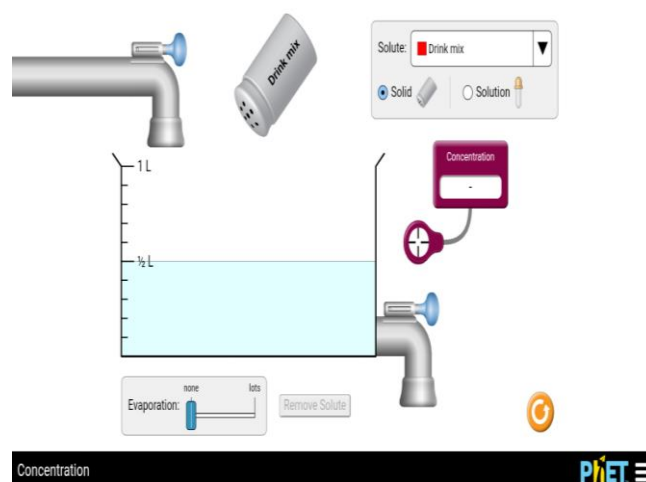 Drink mix
Solute: Drink mix
Solid Solution
Concentration
-
1 L
½ L
none lots
Evaporation:
Remove Solute
Concentration
PhET